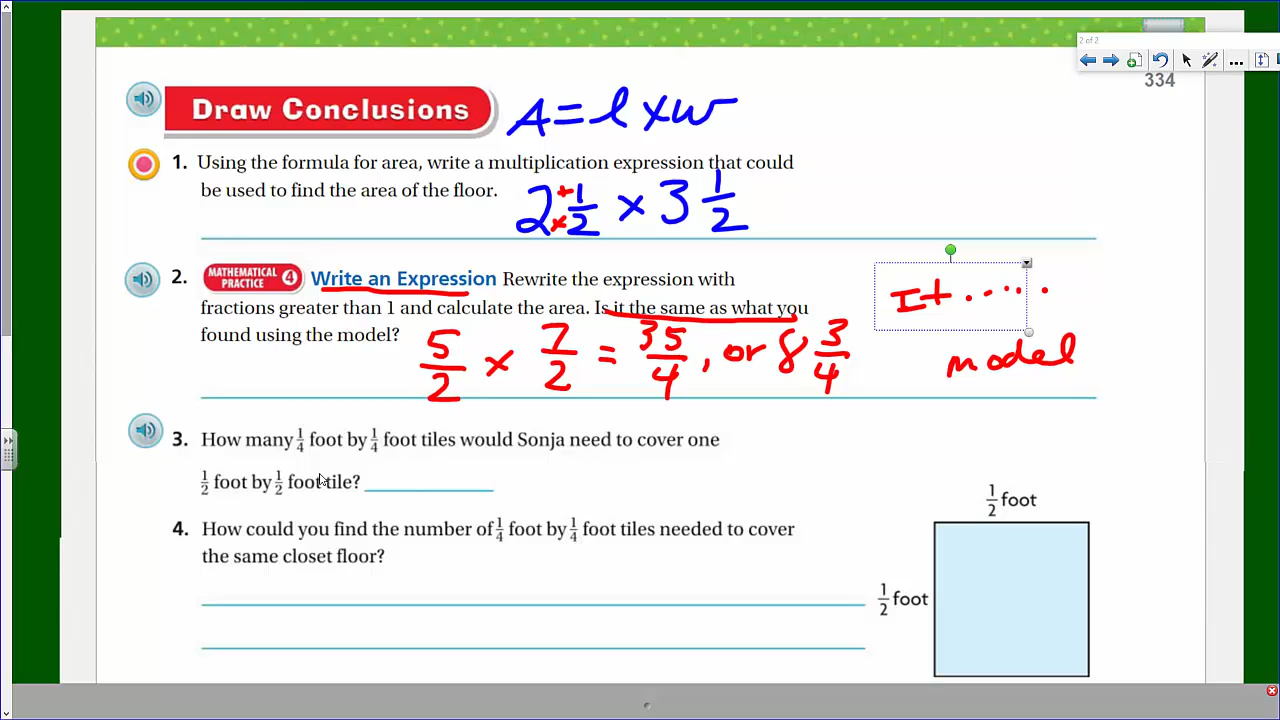 2 of 2
334
Draw Conclusions A = l x w
1. Using the formula for area, write a multiplication expression that could
be used to find the area of the floor. 2 1/2 x 3 1/2
+
x
2. MATHEMATICAL PRACTICE 4 Write an Expression Rewrite the expression with
fractions greater than 1 and calculate the area. Is it the same as what you
It......
found using the model?
5/2 x 7/2 = 35/4, or 8 3/4
model
3. How many 1/4 foot by 1/4 foot tiles would Sonja need to cover one
1/2 foot by 1/2 foot tile?
1/2 foot
4. How could you find the number of 1/4 foot by 1/4 foot tiles needed to cover
the same closet floor?
1/2 foot